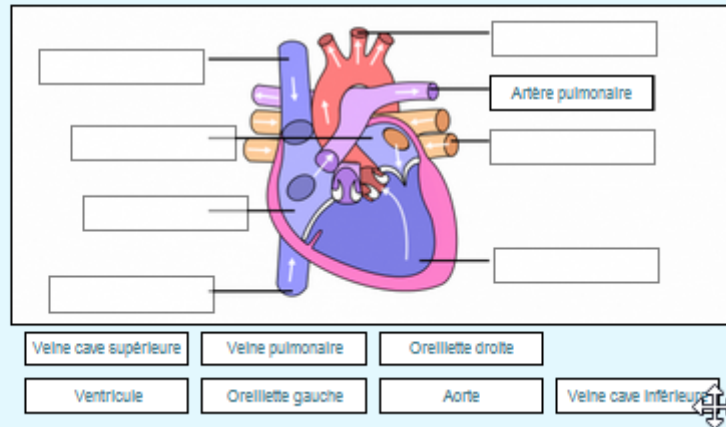 Artère pulmonaire
Veine cave supérieure
Veine pulmonaire
Oreillette droite
Ventricule
Oreillette gauche
Aorte
Veine cave inférieure